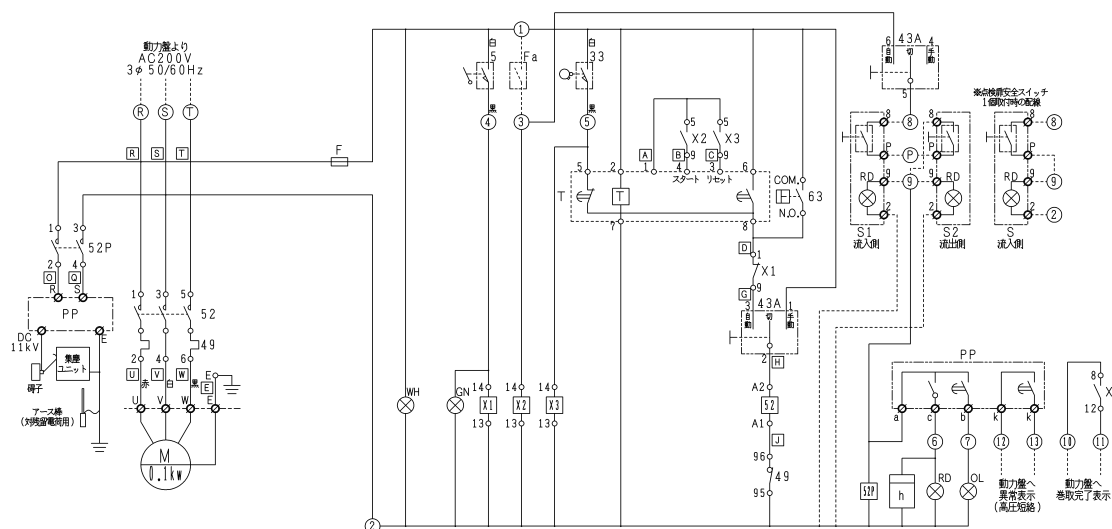 動力盤より
AC200V
3φ 50/60Hz
R
S
T
R
S
T
F
1
白
5
黒
4
Fa
3
白
33
黒
5
6
43A
4
自動
切
手動
5
※点検扉安全スイッチ
1個取付時の配線
8
P
9
RD
2
S1
流入側
8
P
9
8
P
9
RD
2
S2
流出側
8
P
9
RD
2
S
流入側
8
9
2
A
B
C
5
X2
9
5
X3
9
5
2
1
4
3
6
スタート
リセット
T
T
7
8
COM.
63
N.O.
D
1
X1
9
G
3
43A
1
自動
切
手動
2
H
A2
52
A1
J
96
49
95
1
3
52P
2
4
O
Q
R
S
PP
DC
11kV
E
集塵
ユニット
碍子
アース棒
(対残留電荷用)
1
3
5
52
49
2
4
6
U
V
W
赤
白
黒
E
E
U
V
W
E
M
0.1kw
WH
GN
14
X1
13
14
X2
13
14
X3
13
2
PP
a
c
b
k
k
6
7
12
13
52P
h
RD
OL
動力盤へ
異常表示
(高圧短絡)
8
X
12
10
11
動力盤へ
巻取完了表示